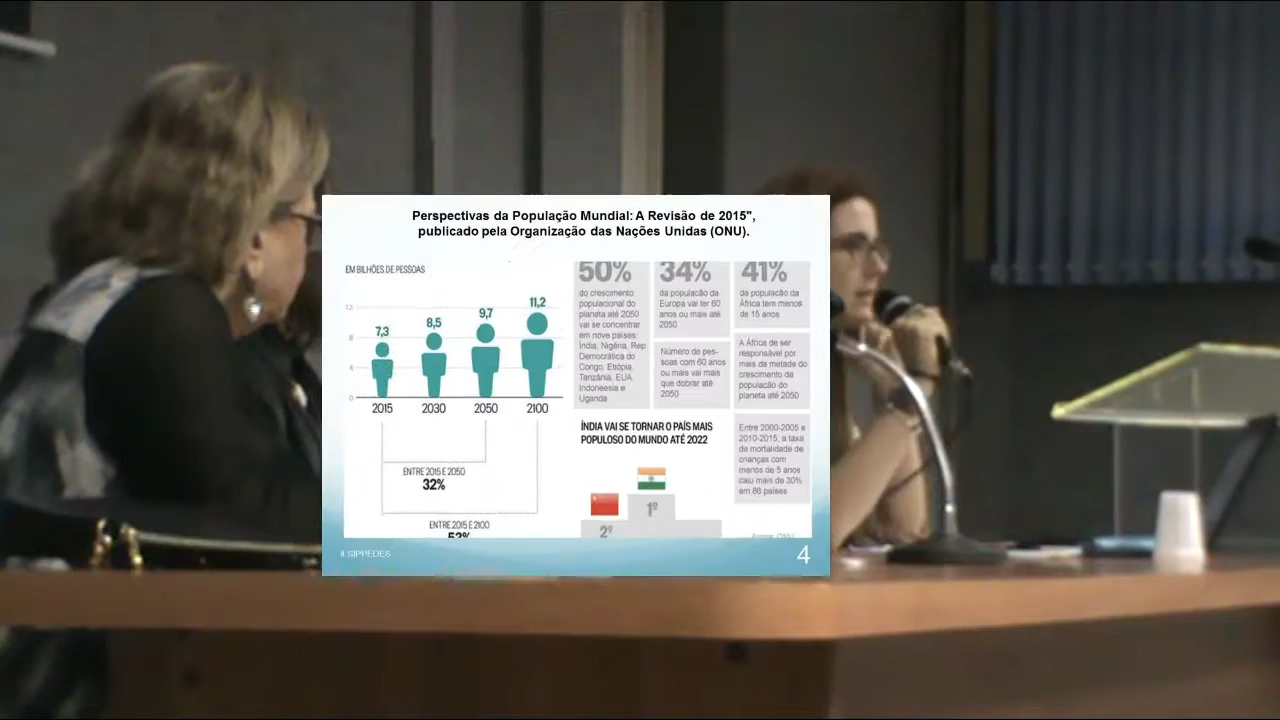 Perspectivas da População Mundial: A Revisão de 2015",
publicado pela Organização das Nações Unidas (ONU).
EM BILHÕES DE PESSOAS
12
8
4
0
7,3
8,5
9,7
11,2
2015
2030
2050
2100
ENTRE 2015 E 2050
32%
ENTRE 2015 E 2100
53%
50%
do crescimento
populacional do
planeta até 2050
vai se concentrar
em nove países:
Índia, Nigéria, Rep
Democrática do
Congo, Etiópia,
Tanzânia, EUA,
Indoneesia e
Uganda
34%
da população da
Europa vai ter 60
anos ou mais até
2050
Número de pes-
soas com 60 anos
ou mais vai mais
que dobrar até
2050
41%
da população da
África tem menos
de 15 anos
A África de ser
responsável por
mais da metade do
crescimento da
população do
planeta até 2050
Entre 2000-2005 e
2010-2015, a taxa
de mortalidade de
crianças com
menos de 5 anos
caiu mais de 30%
em 86 países
ÍNDIA VAI SE TORNAR O PAÍS MAIS
POPULOSO DO MUNDO ATÉ 2022
1º
2º
Fonte: ONU
II SIPPEDES
4